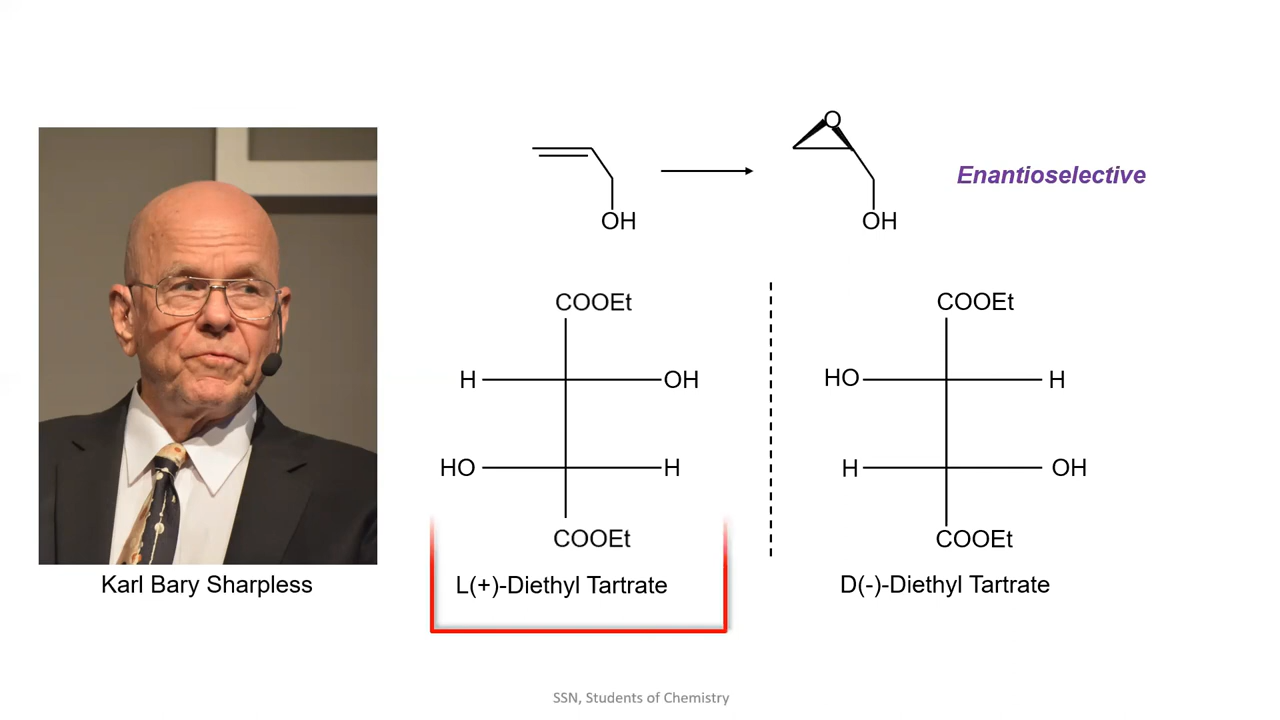 O
Enantioselective
OH
OH
COOEt
COOEt
H
OH
HO
H
HO
H
H
OH
COOEt
COOEt
Karl Bary Sharpless
L(+)-Diethyl Tartrate
D(-)-Diethyl Tartrate
SSN, Students of Chemistry